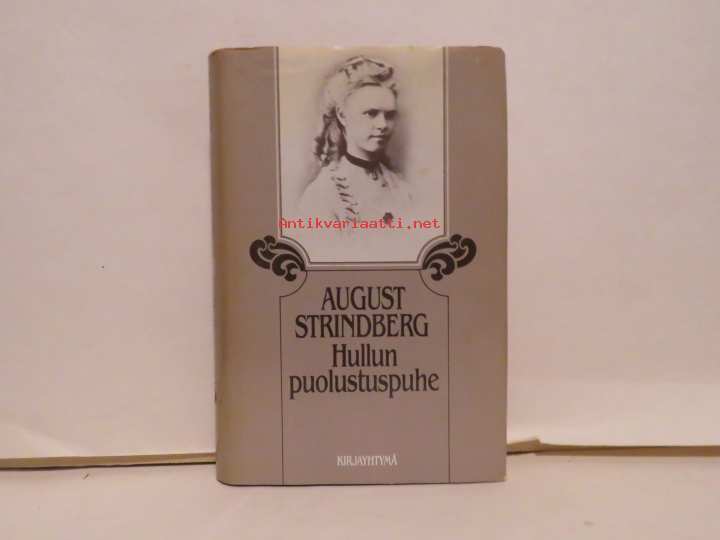 Antikvariaatti.net
AUGUST
STRINDBERG
Hullun
puolustuspuhe
KIRJAYHTYMÄ